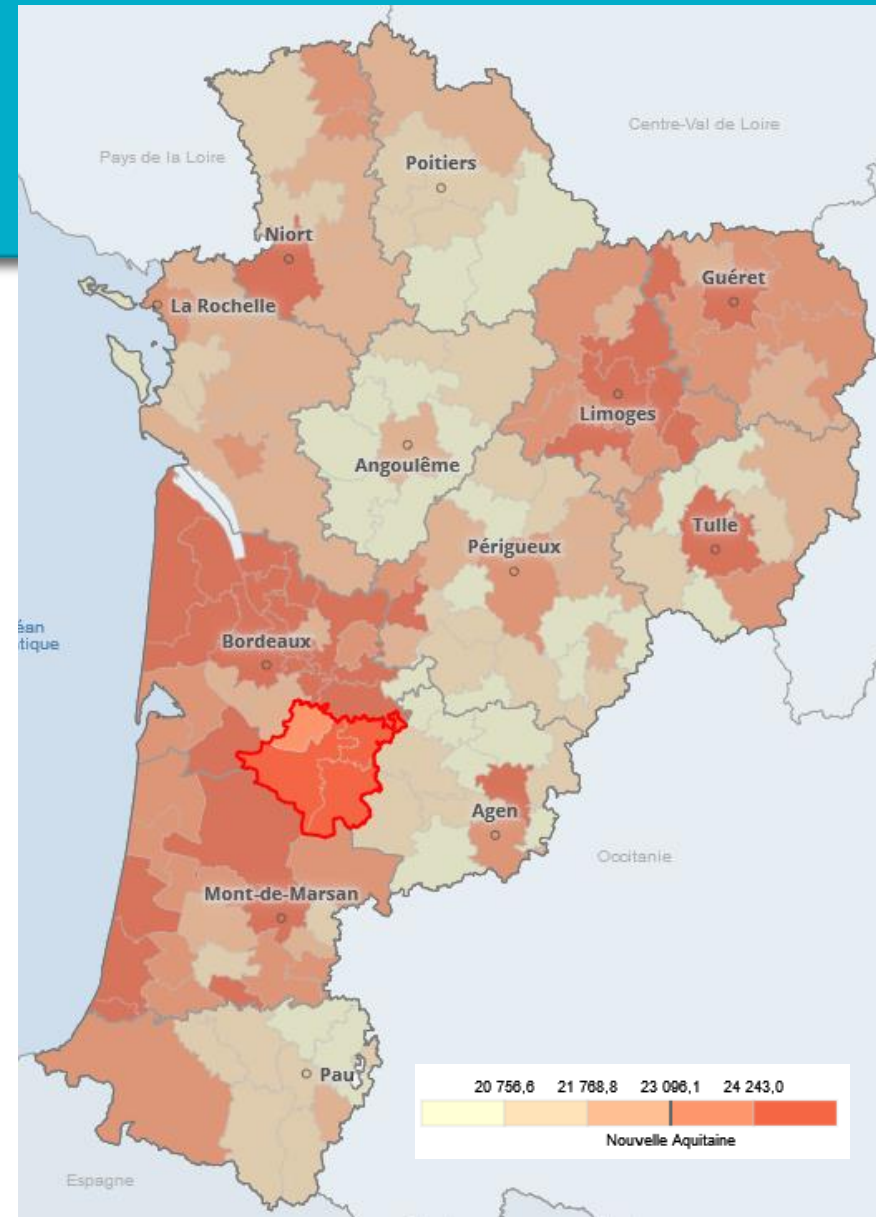 Centre-Val de Loire
Pays de la Loire
Poitiers
Niort
Guéret
La Rochelle
Limoges
Angoulême
Tulle
Périgueux
éan
tique
Bordeaux
Agen
Occitanie
Mont-de-Marsan
Pau
20 756,6 21 768,8 23 096,1 24 243,0
Nouvelle Aquitaine
Espagne